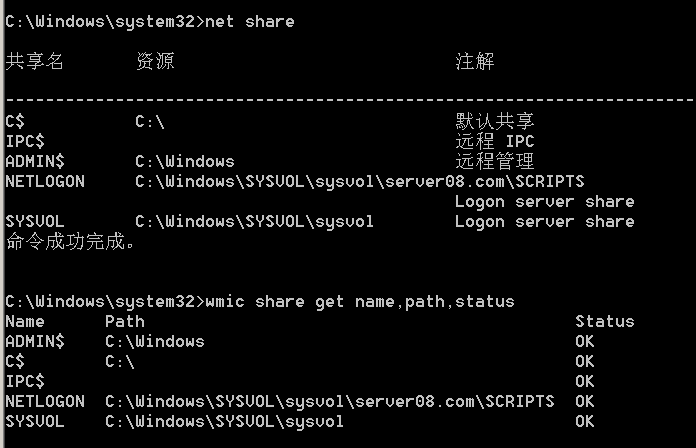 C:\Windows\system32>net share
共享名 资源 注解
-------------------------------------------------------------------------------
C$ C:\ 默认共享
IPC$ 远程 IPC
ADMIN$ C:\Windows 远程管理
NETLOGON C:\Windows\SYSVOL\sysvol\server08.com\SCRIPTS
Logon server share
SYSVOL C:\Windows\SYSVOL\sysvol Logon server share
命令成功完成。
C:\Windows\system32>wmic share get name,path,status
Name Path Status
ADMIN$ C:\Windows OK
C$ C:\ OK
IPC$ OK
NETLOGON C:\Windows\SYSVOL\sysvol\server08.com\SCRIPTS OK
SYSVOL C:\Windows\SYSVOL\sysvol OK